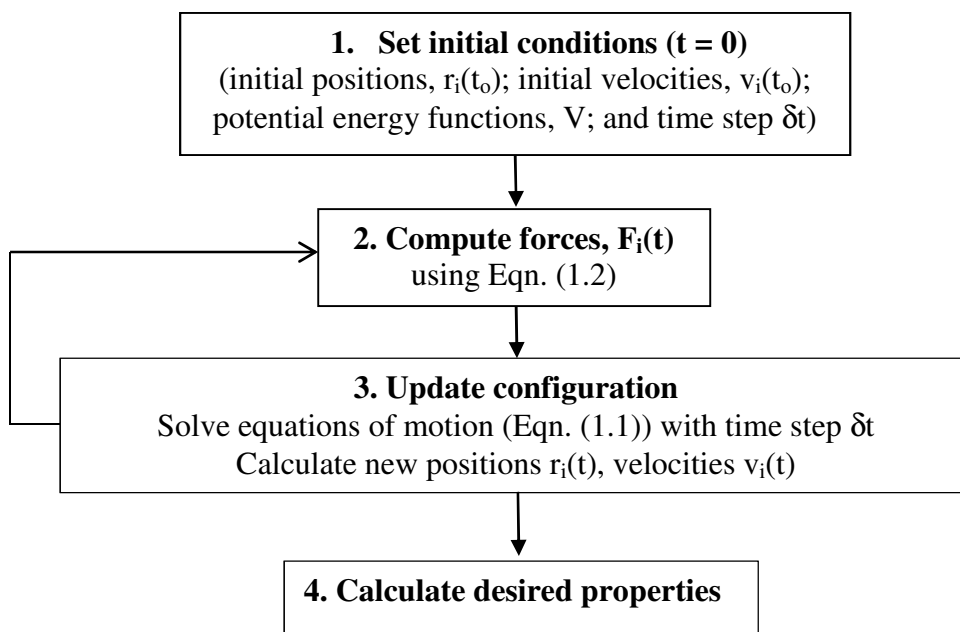 1. Set initial conditions (t = 0)
(initial positions, rᵢ(tₒ); initial velocities, vᵢ(tₒ);
potential energy functions, V; and time step δt)
2. Compute forces, Fᵢ(t)
using Eqn. (1.2)
3. Update configuration
Solve equations of motion (Eqn. (1.1)) with time step δt
Calculate new positions rᵢ(t), velocities vᵢ(t)
4. Calculate desired properties